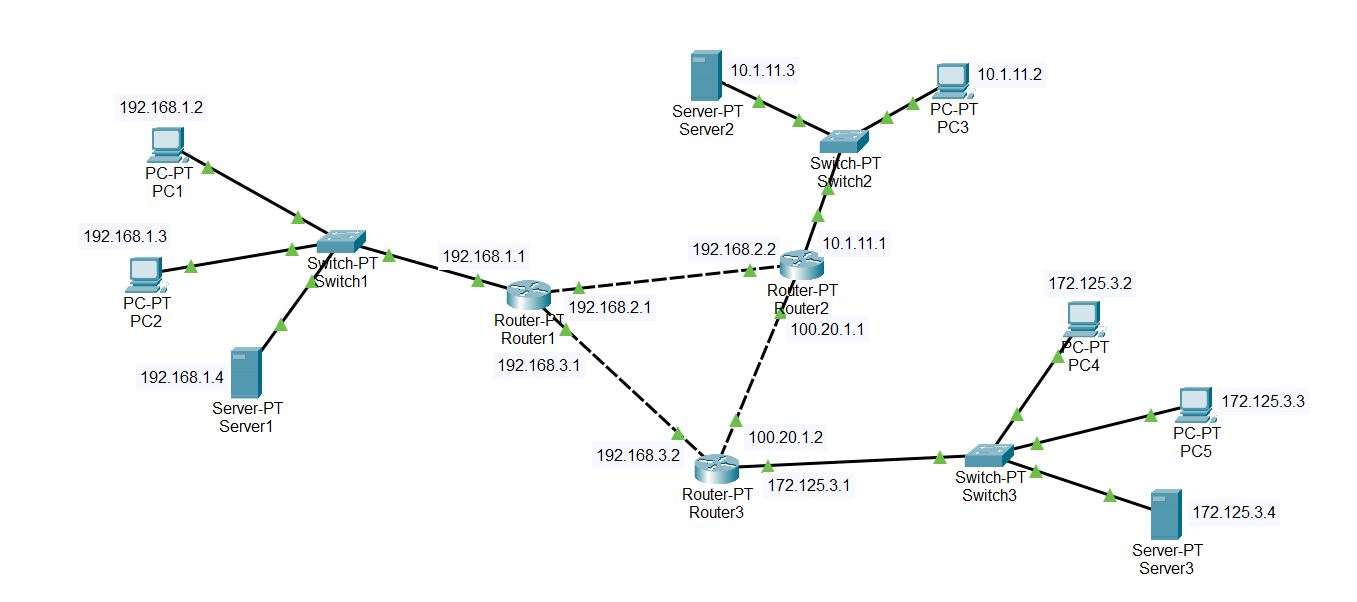 192.168.1.2
PC-PT
PC1
192.168.1.3
PC-PT
PC2
192.168.1.4
Server-PT
Server1
Switch-PT
Switch1
192.168.1.1
Router-PT
Router1
192.168.2.1
192.168.3.1
192.168.2.2
10.1.11.1
Router-PT
Router2
100.20.1.1
10.1.11.3
Server-PT
Server2
10.1.11.2
PC-PT
PC3
Switch-PT
Switch2
192.168.3.2
100.20.1.2
Router-PT
Router3
172.125.3.1
Switch-PT
Switch3
172.125.3.2
PC-PT
PC4
172.125.3.3
PC-PT
PC5
172.125.3.4
Server-PT
Server3